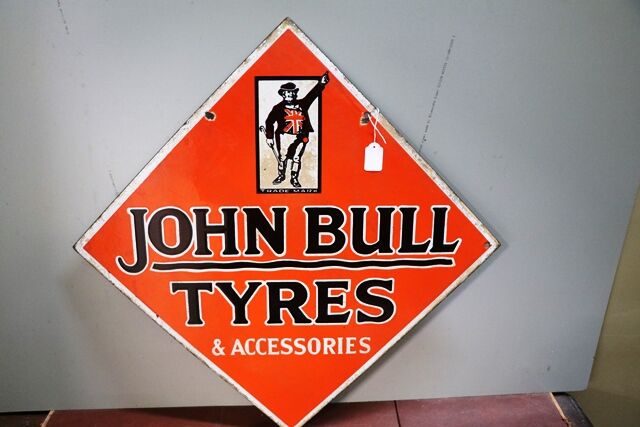 TRADE MARK
JOHN BULL
TYRES
& ACCESSORIES